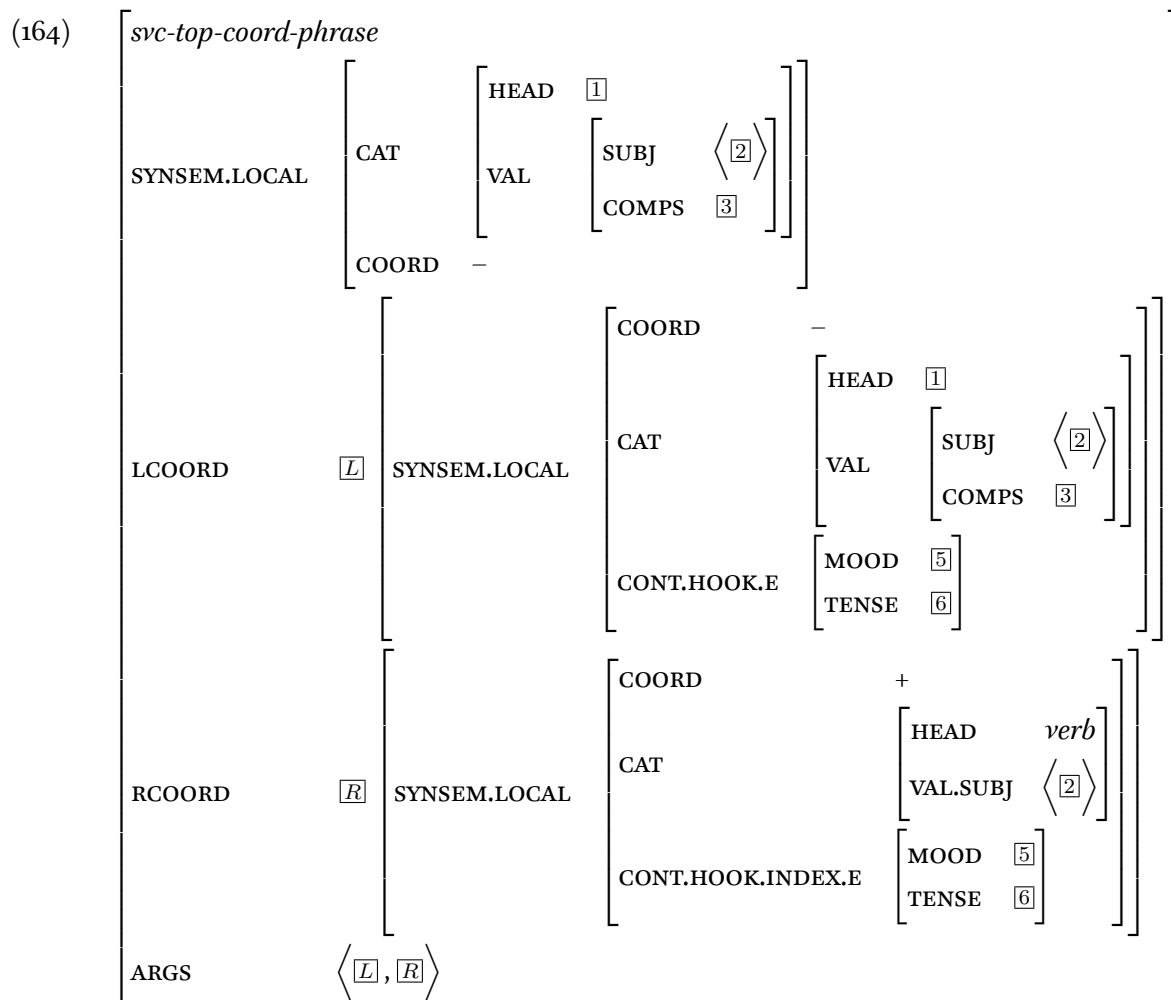 (164) svc-top-coord-phrase
HEAD 1
SUBJ ⟨2⟩
CAT
VAL
SYNSEM.LOCAL
COMPS 3
COORD –
COORD –
HEAD 1
SUBJ ⟨2⟩
CAT
VAL
LCOORD L SYNSEM.LOCAL
COMPS 3
MOOD 5
CONT.HOOK.E
TENSE 6
COORD +
HEAD verb
CAT
RCOORD R SYNSEM.LOCAL VAL.SUBJ ⟨2⟩
MOOD 5
CONT.HOOK.INDEX.E
TENSE 6
ARGS ⟨L, R⟩